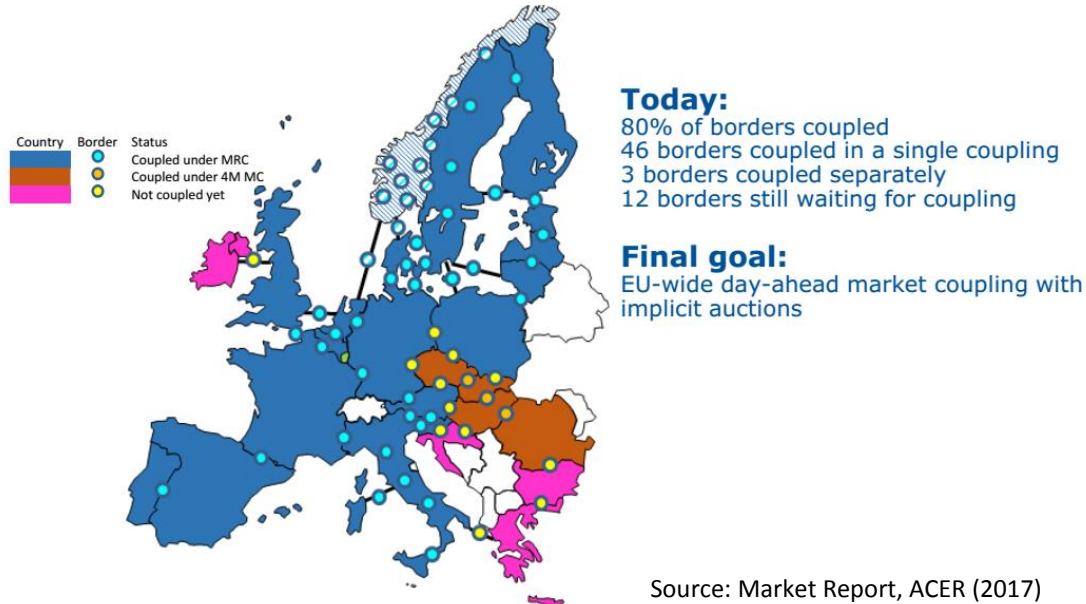 Country Border Status
Coupled under MRC
Coupled under 4M MC
Not coupled yet
Today:
80% of borders coupled
46 borders coupled in a single coupling
3 borders coupled separately
12 borders still waiting for coupling
Final goal:
EU-wide day-ahead market coupling with
implicit auctions
Source: Market Report, ACER (2017)